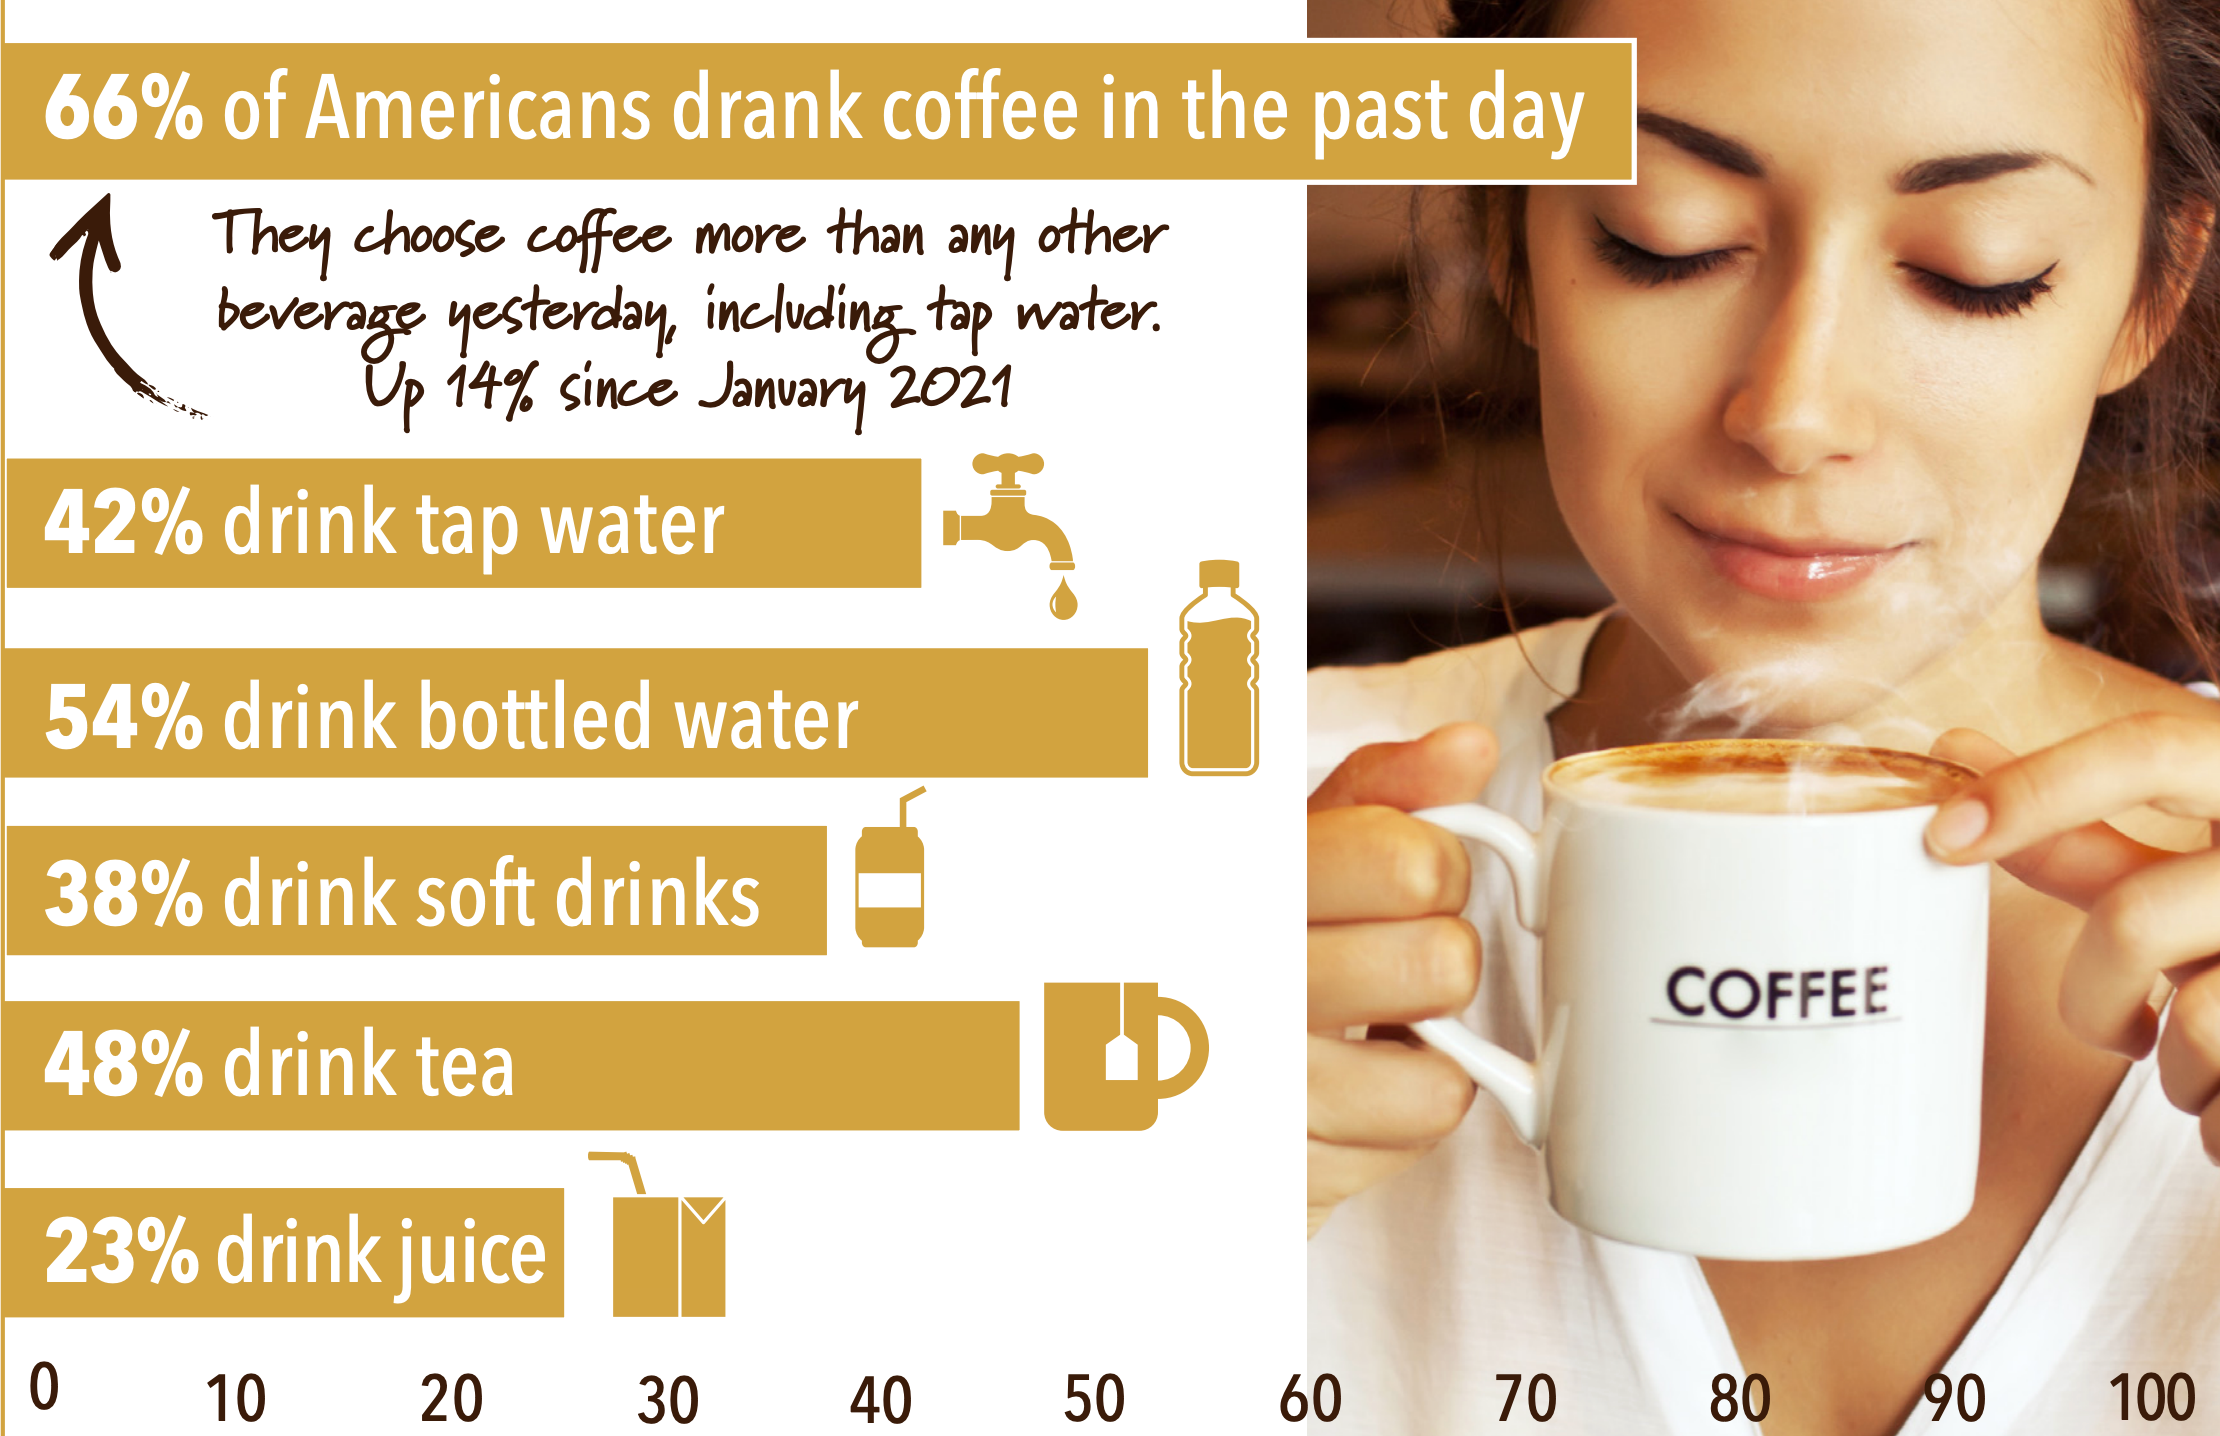 66% of Americans drank coffee in the past day
They choose coffee more than any other
beverage yesterday, including tap water.
Up 14% since January 2021
42% drink tap water
54% drink bottled water
38% drink soft drinks
48% drink tea
23% drink juice
COFFEE
0 10 20 30 40 50 60 70 80 90 100